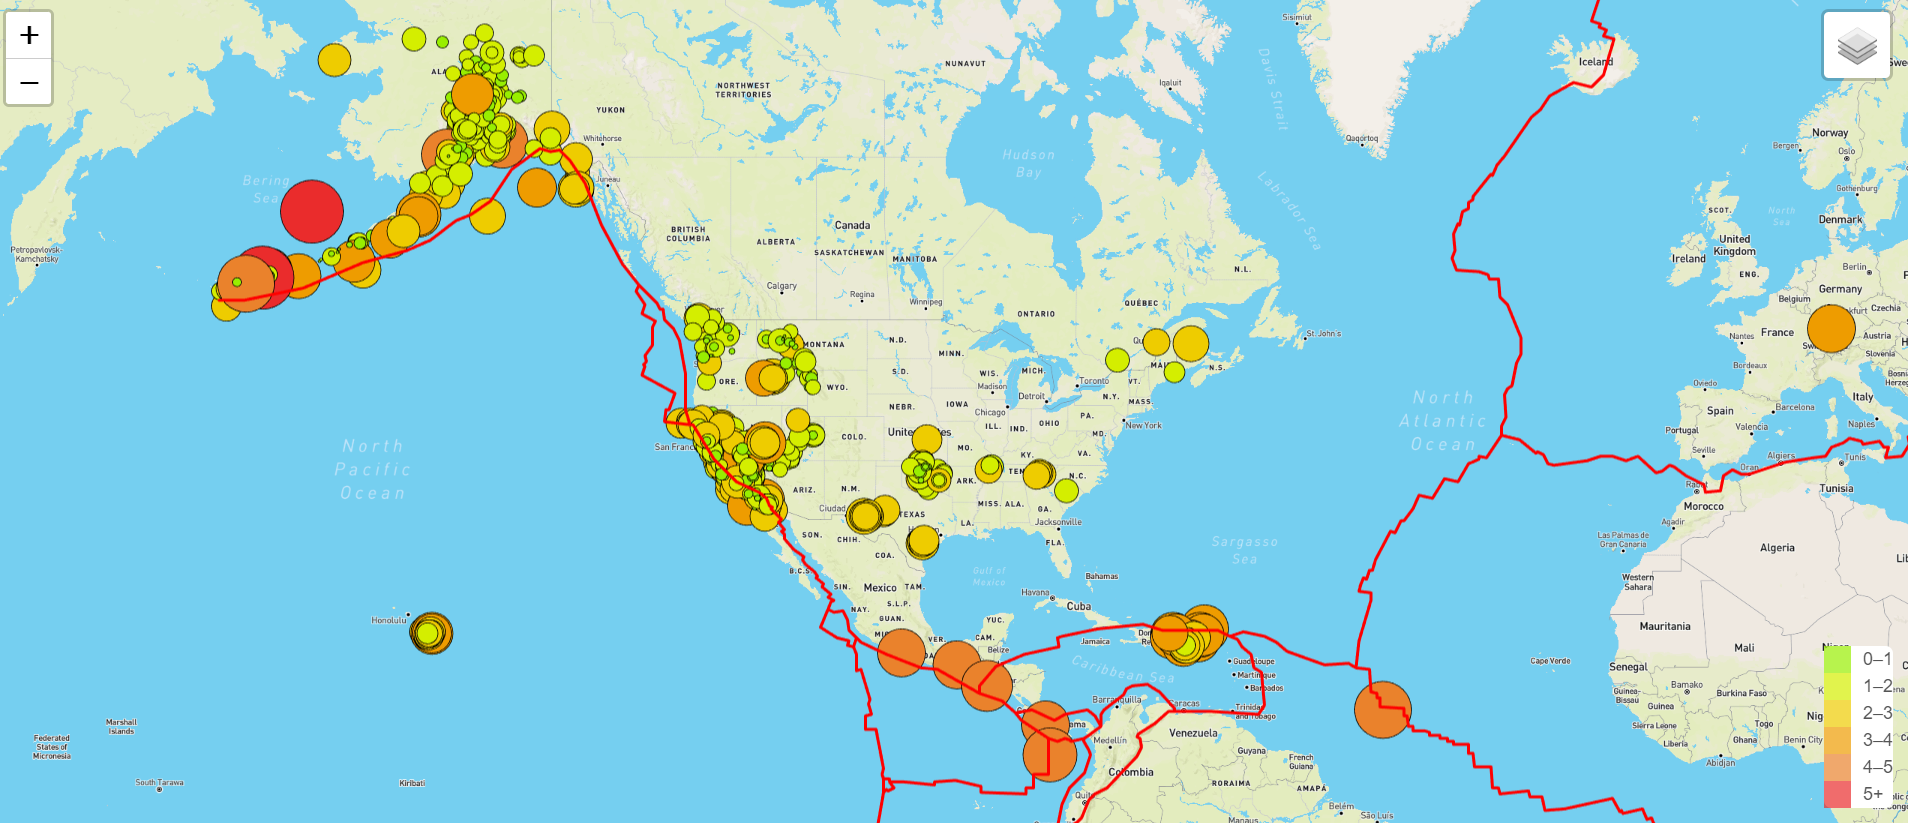 +
−
Sisimiut
Iceland
NUNAVUT
Davis Strait
Iqaluit
NORTHWEST
TERRITORIES
YUKON
Whitehorse
Qaqortoq
Norway
Bergen
Oslo
Hudson
Bay
Bering
Juneau
Labrador Sea
Gothenburg
SCOT.
North
Sea
Denmark
Canada
BRITISH
COLUMBIA
ALBERTA
SASKATCHEWAN
MANITOBA
Petropavlovsk-
Kamchatsky
United
Kingdom
Ireland
ENG.
Berlin
N.L.
Calgary
Regina
Winnipeg
QUÉBEC
ONTARIO
Germany
Belgium
Czechia
St. John's
France
Austria
Nantes
Slovenia
MONTANA
N.D.
MINN.
N.S.
S.D.
WIS.
MICH.
Toronto
VT.
Bordeaux
ORE.
WYO.
Madison
Detroit
N.Y.
MASS.
Oviedo
Barcelona
Italy
North
Atlantic
Ocean
NEBR.
IOWA
Chicago
ILL.
IND.
OHIO
PA.
New York
Spain
Portugal
Valencia
Naples
COLO.
MO.
MD.
Seville
North
Pacific
Ocean
KY.
VA.
Oran
Algiers
Tunis
N.C.
ARK.
ARIZ.
N.M.
Tunisia
MISS.
ALA.
GA.
Morocco
Ciudad
TEXAS
LA.
Jacksonville
Agadir
SON.
CHIH.
FLA.
Las Palmas de
Gran Canaria
Algeria
Sargasso
Sea
COA.
B.C.S.
Gulf of
Mexico
Bahamas
Western
Sahara
SIN.
Mexico
TAM.
Havana
Cuba
NAY.
S.L.P.
GUAN.
Honolulu
YUC.
CAM.
VER.
Belize
Jamaica
Mauritania
Mali
Caribbean Sea
Guadeloupe
Martinique
Barbados
Cape Verde
Senegal
Bamako
Burkina Faso
Guinea-
Bissau
Guinea
Barranquilla
Trinidad
and Tobago
Marshall
Islands
Federated
States of
Micronesia
Sierra Leone
Togo
Liberia
Ghana
Benin City
Abidjan
Medellín
Venezuela
Guyana
French
Guiana
Colombia
South Tarawa
Kiribati
RORAIMA
AMAPÁ
Belém
São Luís
Manaus
0–1
1–2
2–3
3–4
4–5
5+